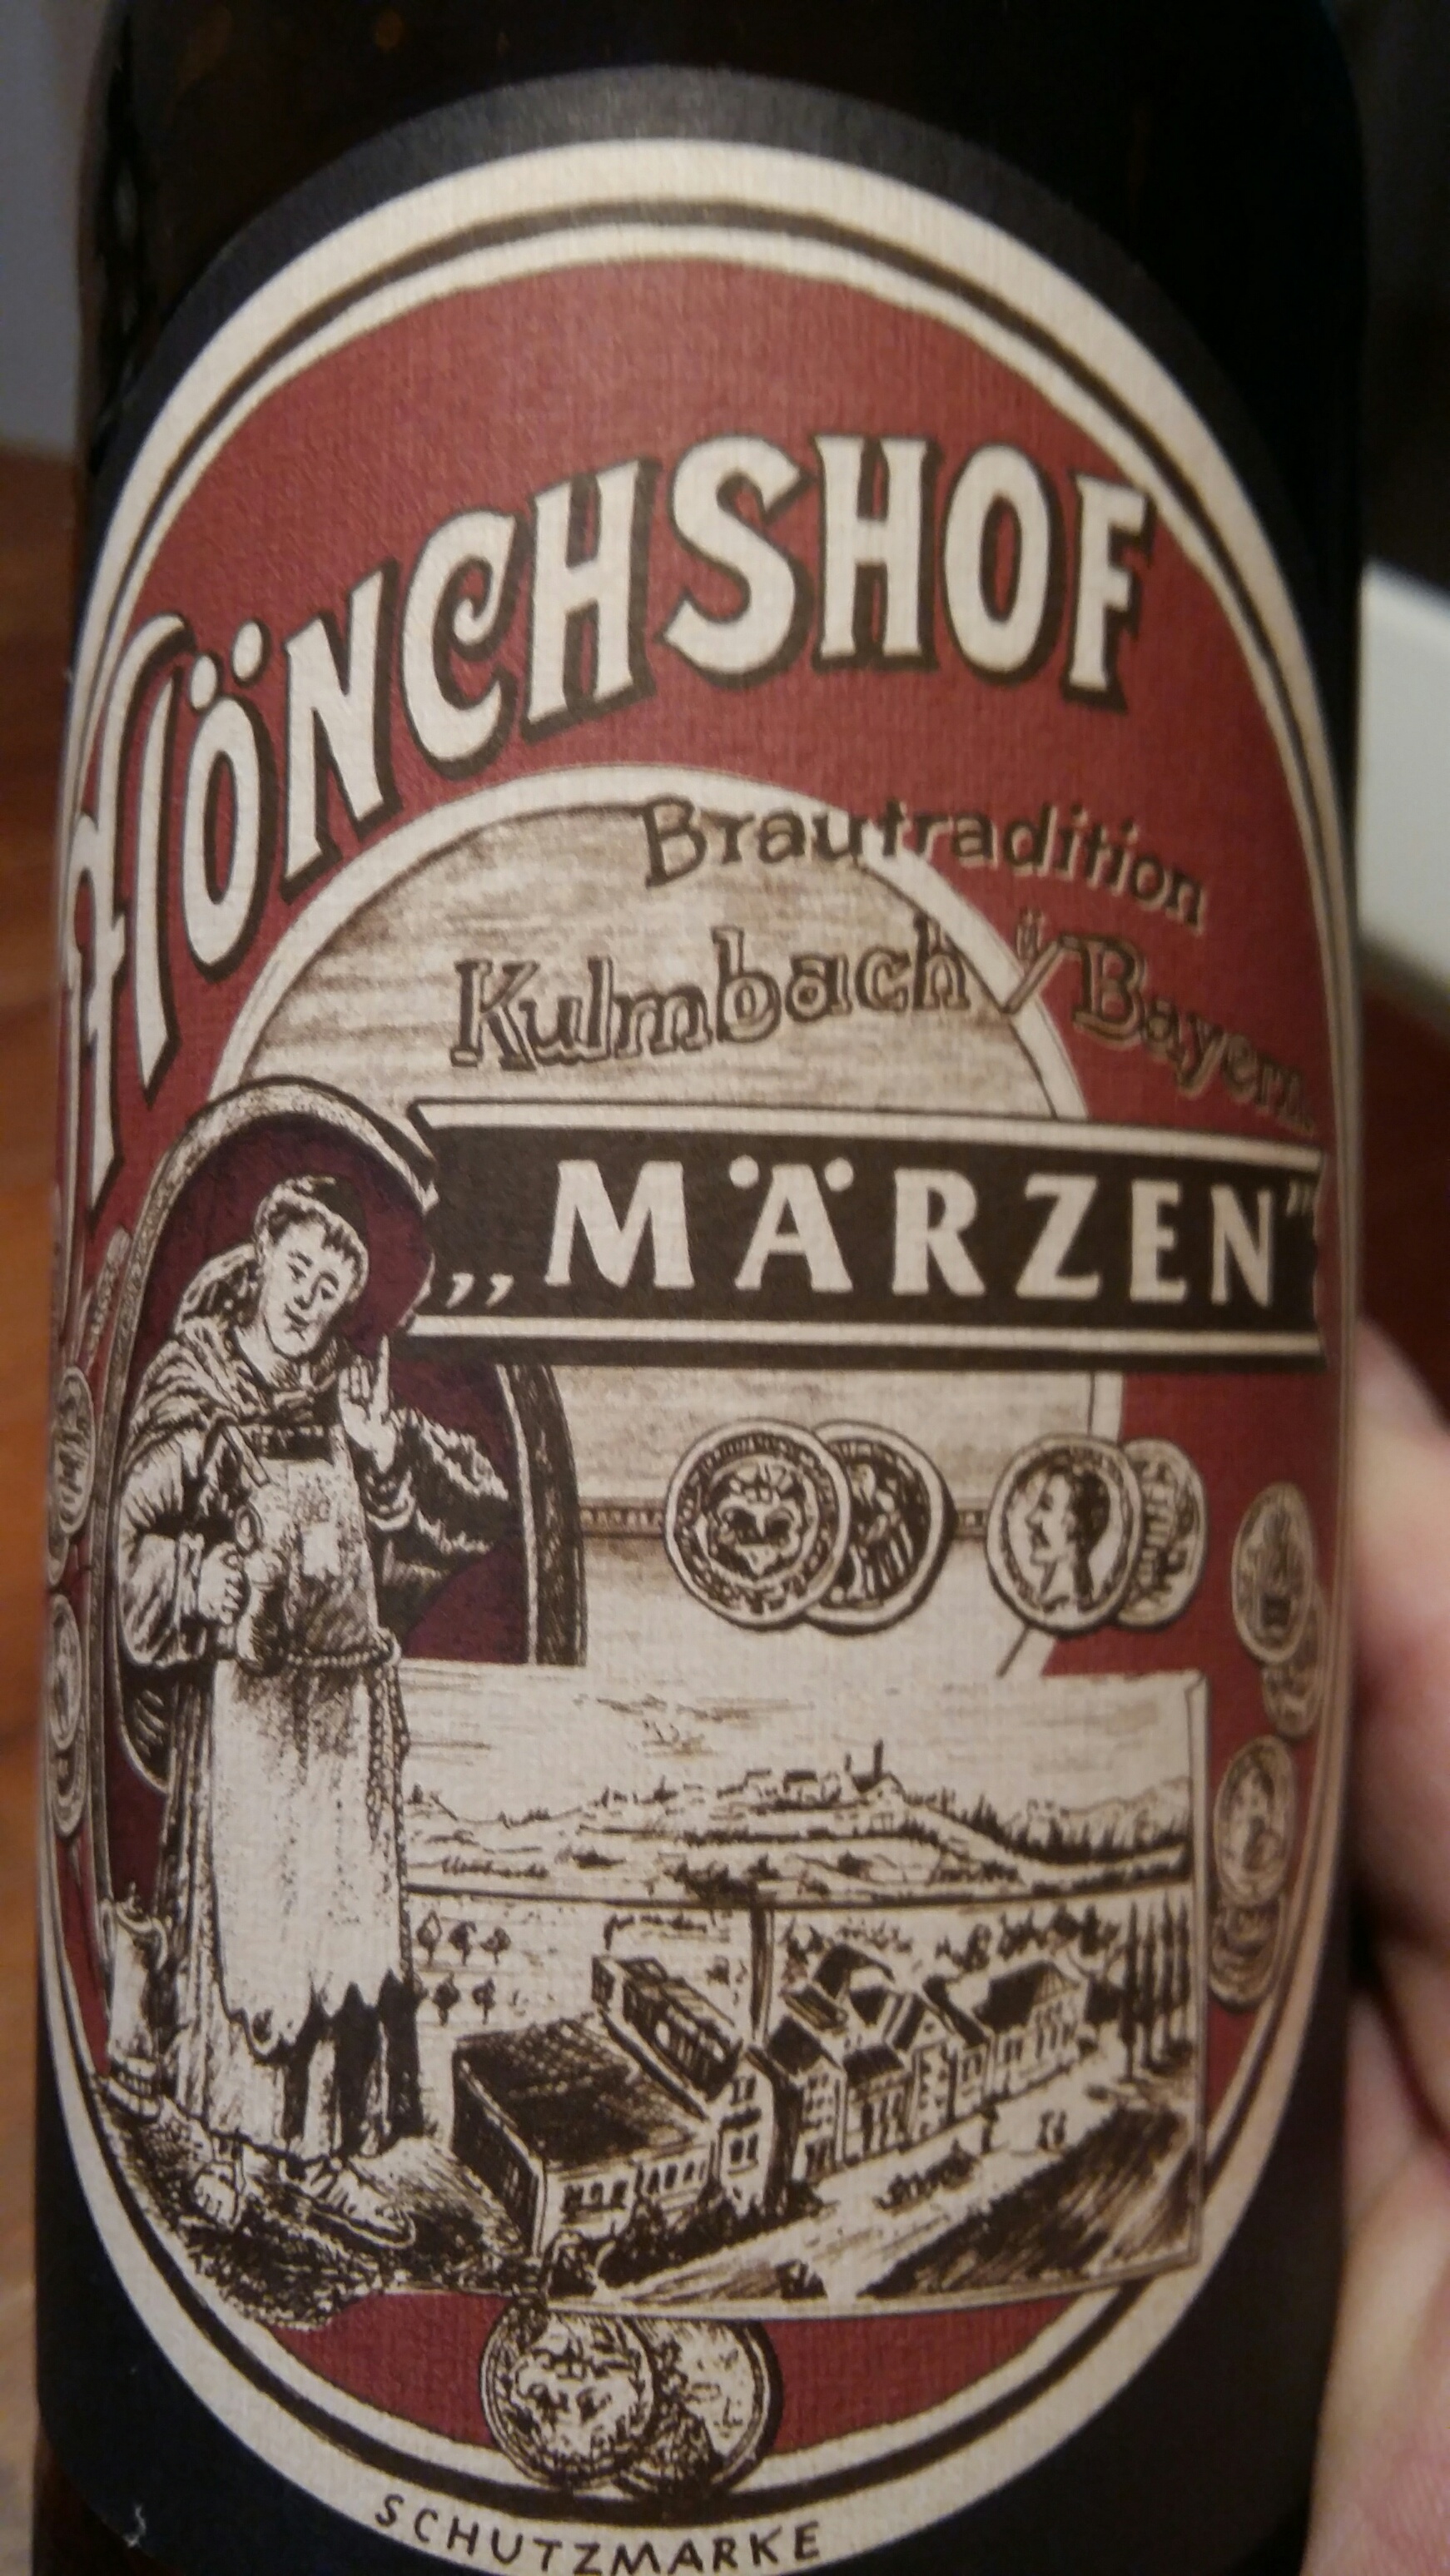 MÖNCHSHOF
Brautradition
Kulmbach i/Bayern.
„MÄRZEN”
SCHUTZMARKE